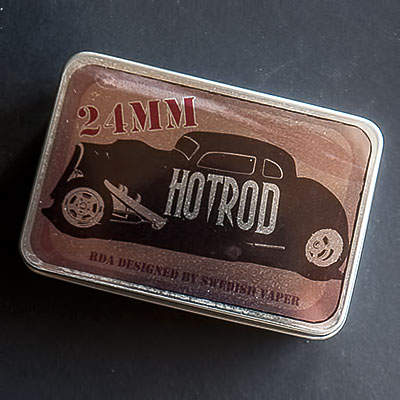 24MM
HOTROD
RDA DESIGNED BY SWEDISH VAPER